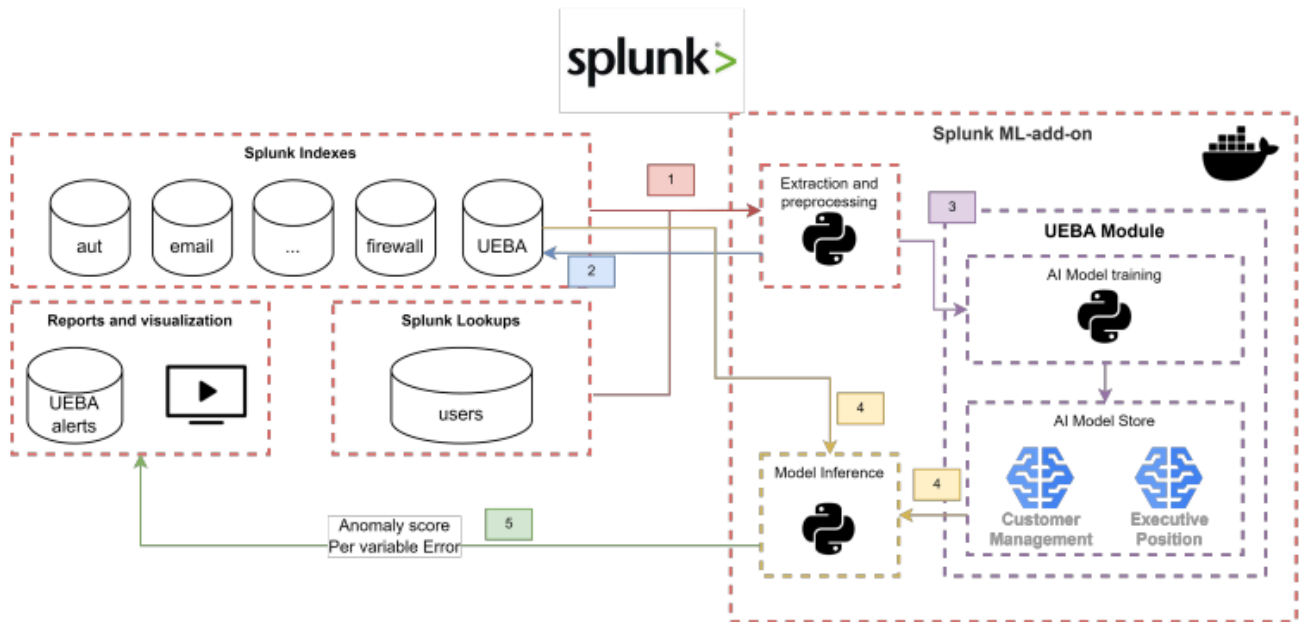 splunk>
Splunk ML-add-on
Splunk Indexes
aut
email
...
firewall
UEBA
1
2
Extraction and
preprocessing
3
UEBA Module
AI Model training
Reports and visualization
UEBA
alerts
Splunk Lookups
users
4
AI Model Store
Customer
Management
Executive
Position
Model Inference
4
5
Anomaly score
Per variable Error